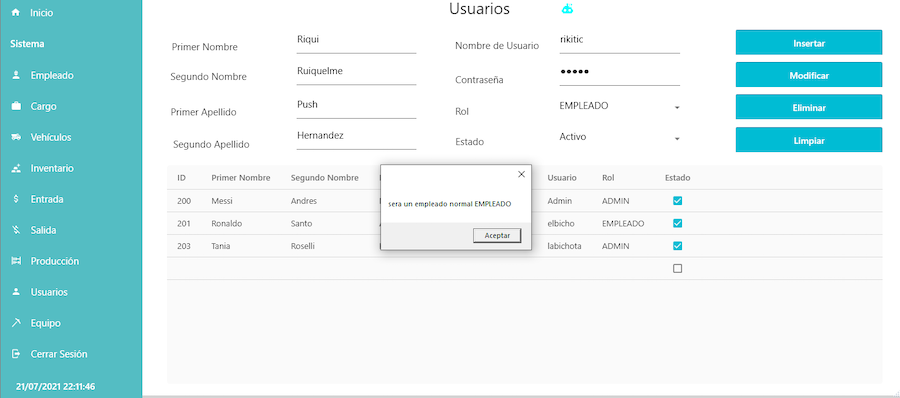 Inicio
Sistema
Empleado
Cargo
Vehículos
Inventario
Entrada
Salida
Producción
Usuarios
Equipo
Cerrar Sesión
21/07/2021 22:11:46
Usuarios
Primer Nombre Riqui
Segundo Nombre Ruiquelme
Primer Apellido Push
Segundo Apellido Hernandez
Nombre de Usuario rikitic
Contraseña
Rol EMPLEADO
Estado Activo
Insertar
Modificar
Eliminar
Limpiar
ID Primer Nombre Segundo Nombre Usuario Rol Estado
200 Messi Andres Admin ADMIN
201 Ronaldo Santo elbicho EMPLEADO
203 Tania Roselli labichota ADMIN
sera un empleado normal EMPLEADO
Aceptar